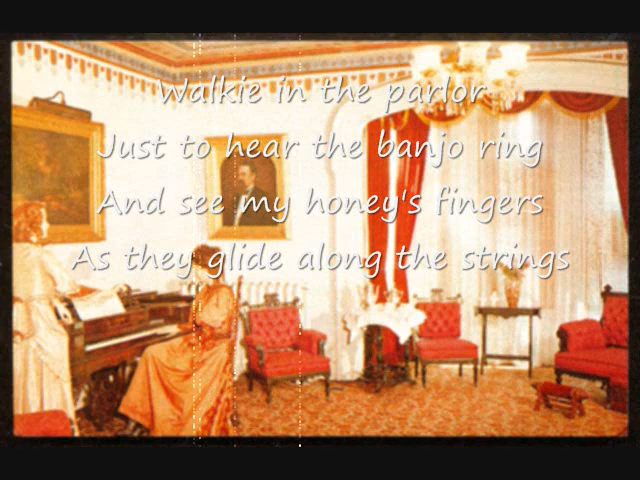 Walkie in the parlor
Just to hear the banjo ring
And see my honey's fingers
As they glide along the strings